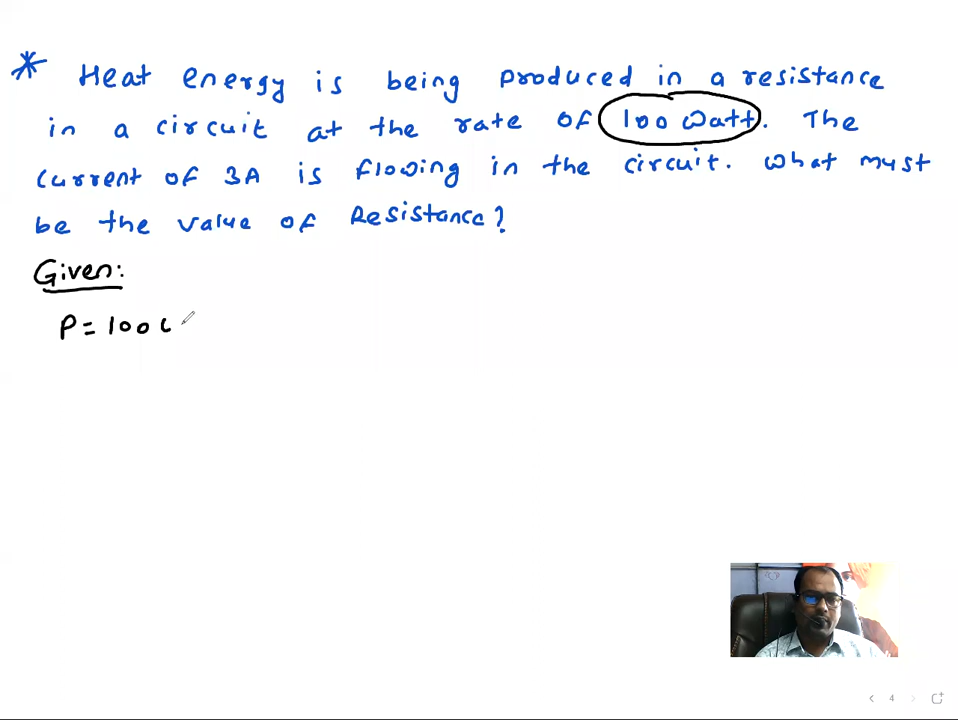 * Heat energy is being produced in a resistance
in a circuit at the rate of 100 watt. The
current of 3A is flowing in the circuit. What must
be the value of Resistance?
Given:
P = 100
4